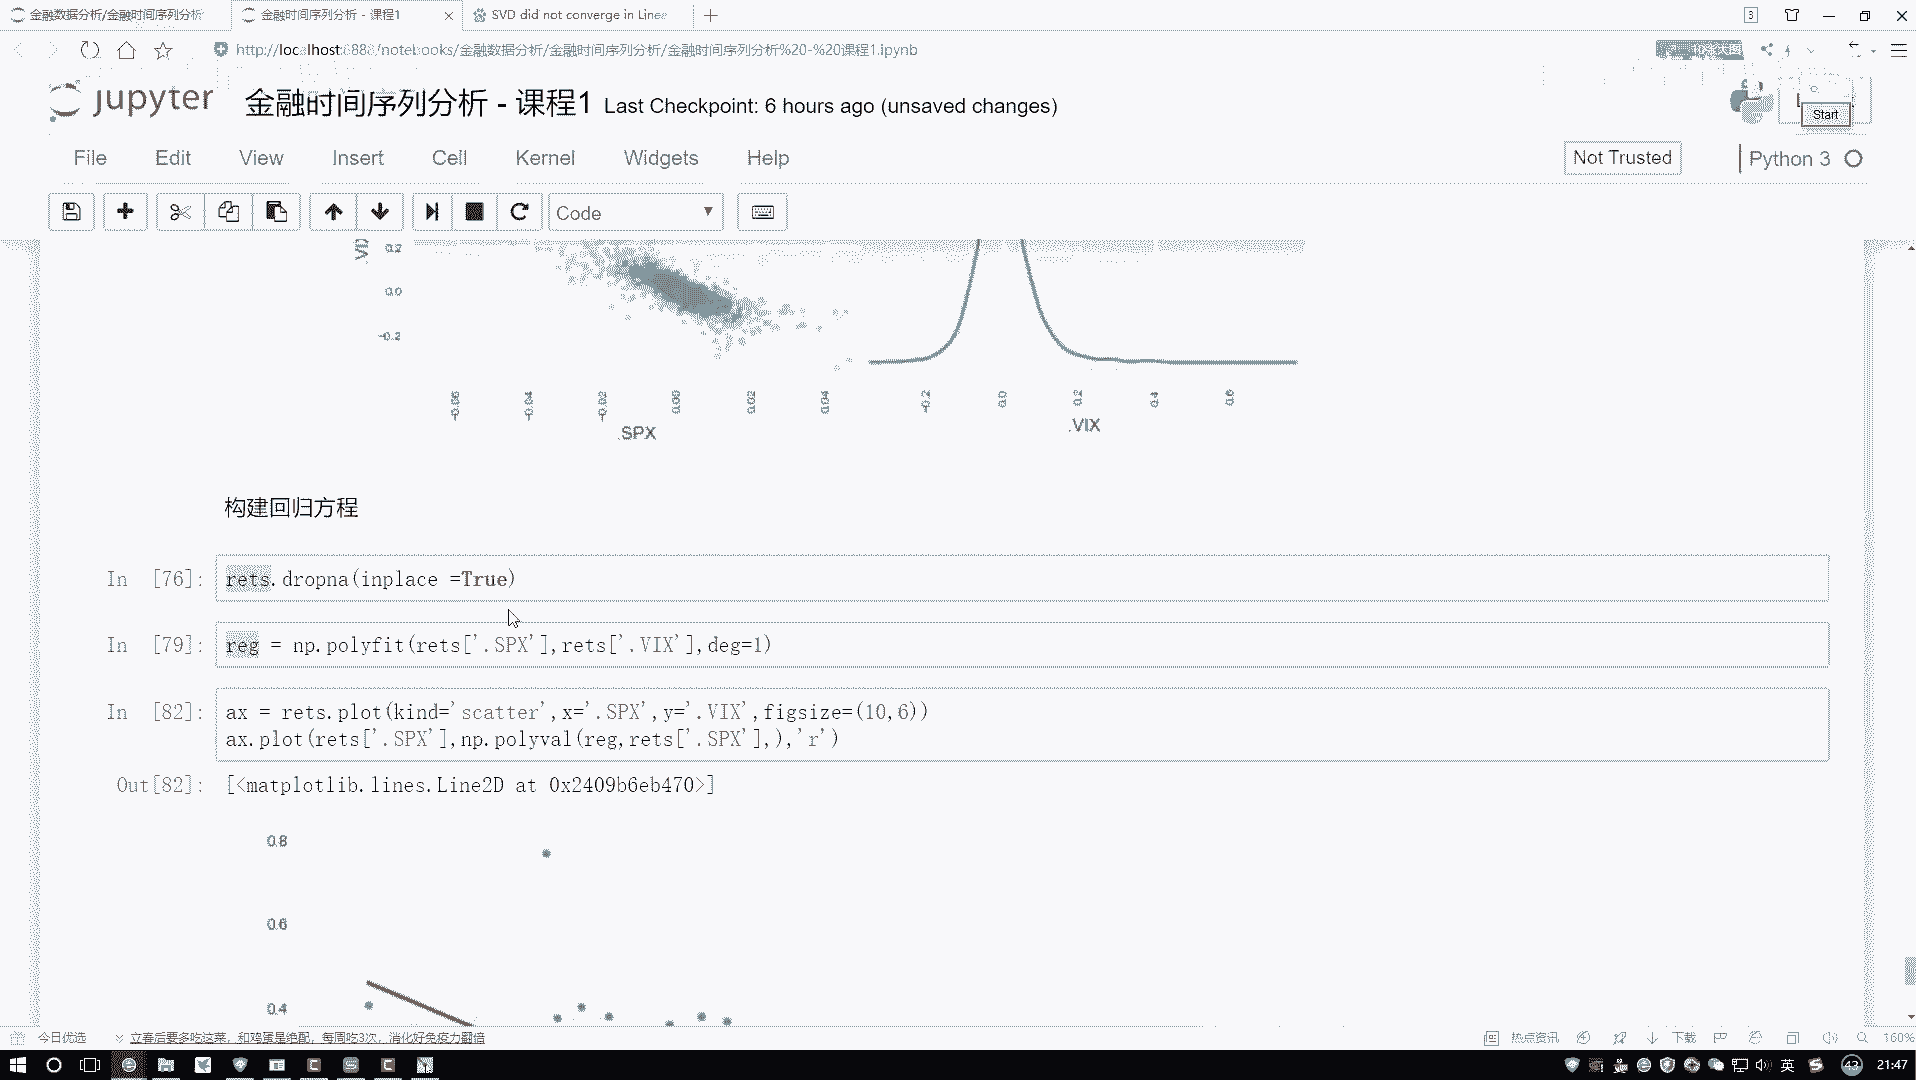 金融数据分析/金融时间序列分析
金融时间序列分析 - 课程1
SVD did not converge in Linea
3
http://localhost:8888/notebooks/金融数据分析/金融时间序列分析/金融时间序列分析%20-%20课程1.ipynb
jupyter 金融时间序列分析 - 课程1 Last Checkpoint: 6 hours ago (unsaved changes)
Start
File Edit View Insert Cell Kernel Widgets Help
Not Trusted Python 3
Code
0.2
0.0
-0.2
-0.06 -0.04 -0.02 0.00 0.02 0.04 -0.2 0.0 0.2 0.4 0.6
.SPX .VIX
构建回归方程
In [76]: rets.dropna(inplace =True)
In [79]: reg = np.polyfit(rets['.SPX'],rets['.VIX'],deg=1)
In [82]: ax = rets.plot(kind='scatter',x='.SPX',y='.VIX',figsize=(10,6))
ax.plot(rets['.SPX'],np.polyval(reg,rets['.SPX'],),'r')
Out[82]: [<matplotlib.lines.Line2D at 0x2409b6eb470>]
0.8
0.6
0.4
今日优选 立春后要多吃这菜，和鸡蛋是绝配，每周吃3次，消化好免疫力翻倍
热点资讯 下载 160%
英 43 21:47